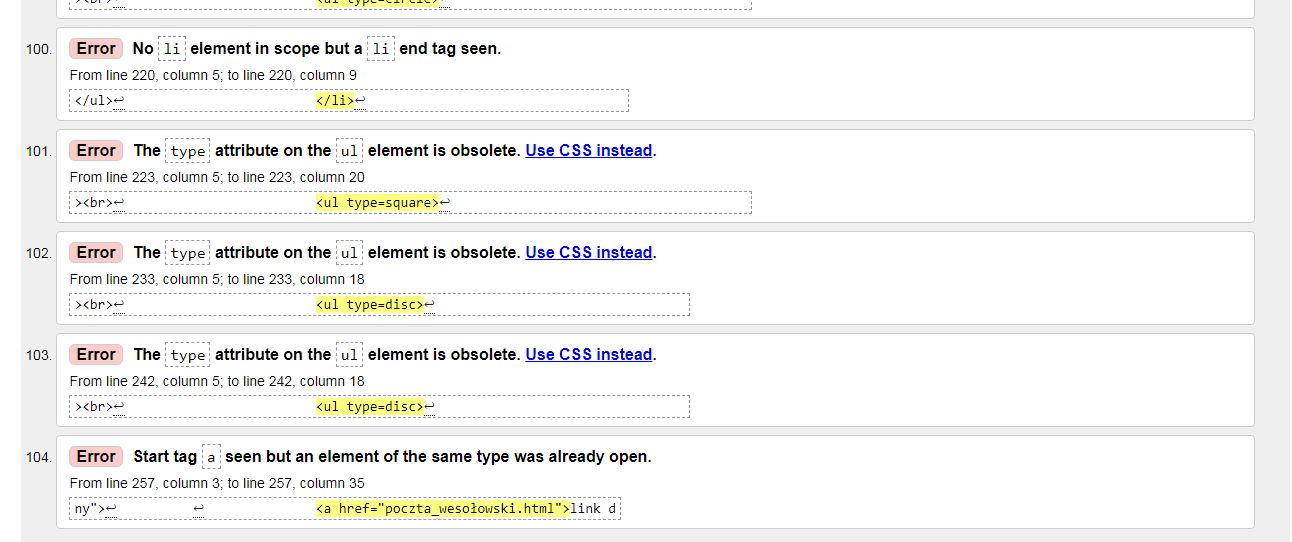 ><br>↩ <ul type=circle>↩
100. Error No li element in scope but a li end tag seen.
From line 220, column 5; to line 220, column 9
</ul>↩ </li>↩
101. Error The type attribute on the ul element is obsolete. Use CSS instead.
From line 223, column 5; to line 223, column 20
><br>↩ <ul type=square>↩
102. Error The type attribute on the ul element is obsolete. Use CSS instead.
From line 233, column 5; to line 233, column 18
><br>↩ <ul type=disc>↩
103. Error The type attribute on the ul element is obsolete. Use CSS instead.
From line 242, column 5; to line 242, column 18
><br>↩ <ul type=disc>↩
104. Error Start tag a seen but an element of the same type was already open.
From line 257, column 3; to line 257, column 35
ny">↩ ↩ <a href="poczta_wesołowski.html">link d